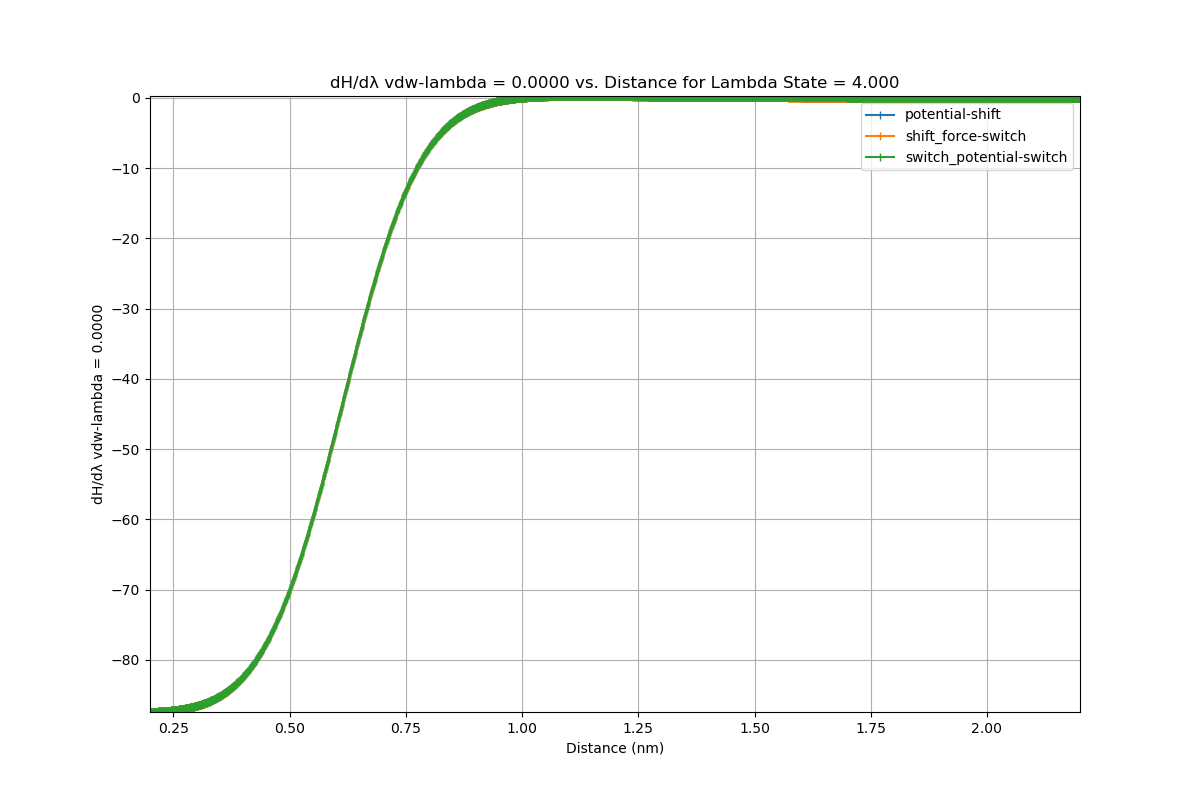 dH/dλ vdw-lambda = 0.0000 vs. Distance for Lambda State = 4.000
potential-shift
shift_force-switch
switch_potential-switch
dH/dλ vdw-lambda = 0.0000
0
−10
−20
−30
−40
−50
−60
−70
−80
0.25
0.50
0.75
1.00
1.25
1.50
1.75
2.00
Distance (nm)